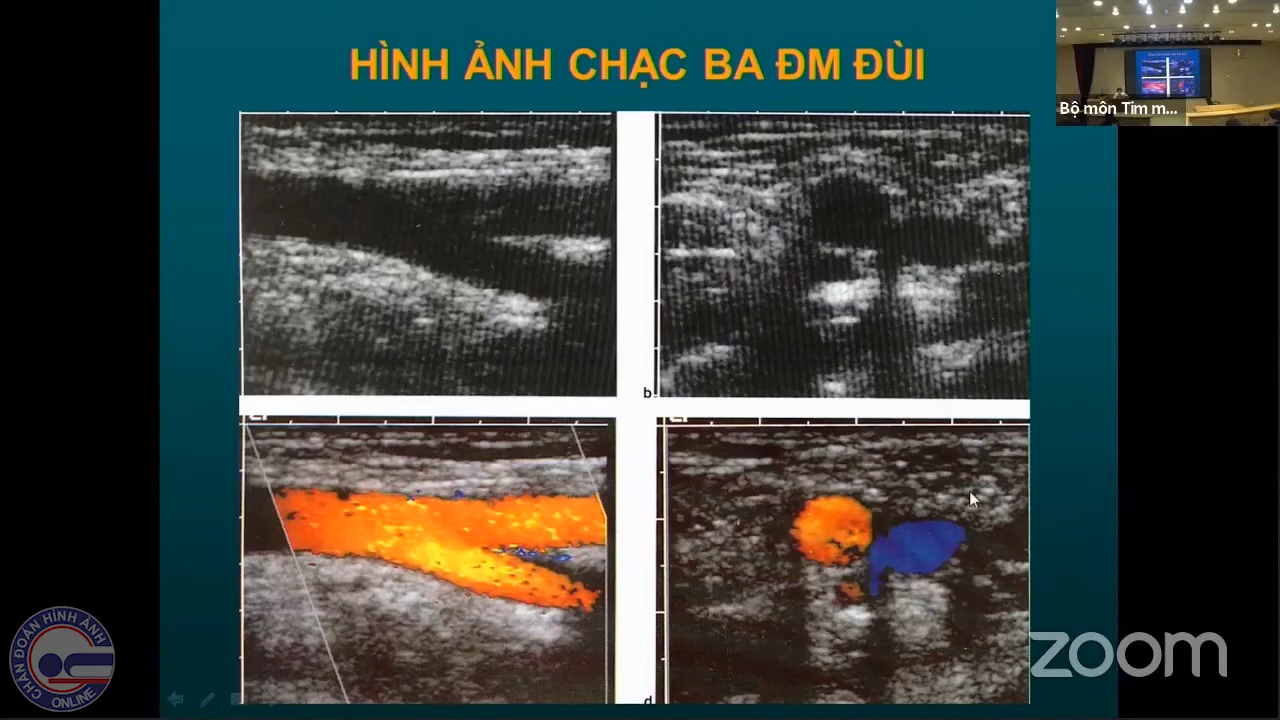 HÌNH ẢNH CHẠC BA ĐM ĐÙI
Bộ môn Tim m...
b
d
CHẨN ĐOÁN HÌNH ẢNH
ONLINE
zoom